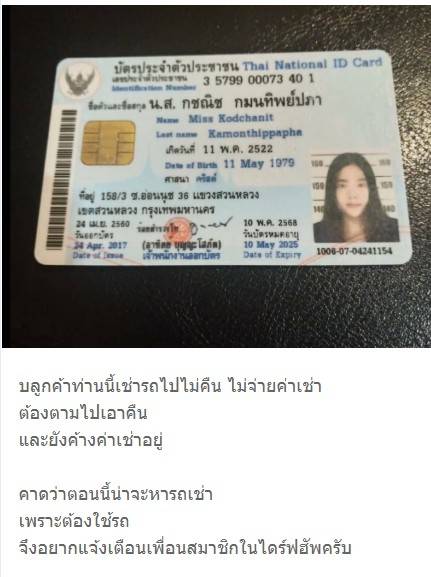 บัตรประจำตัวประชาชน Thai National ID Card
เลขประจำตัวประชาชน 3 5799 00073 40 1
Identification Number
ชื่อตัวและชื่อสกุล น.ส. กชณิช กมนทิพย์ปภา
Name Miss Kodchanit
Last name Kamonthippapha
เกิดวันที่ 11 พ.ค. 2522
Date of Birth 11 May 1979
ศาสนา คริสต์
ที่อยู่ 158/3 ซ.อ่อนนุช 36 แขวงสวนหลวง
เขตสวนหลวง กรุงเทพมหานคร
24 เม.ย. 2560
วันออกบัตร
24 Apr. 2017
Date of Issue
เจ้าพนักงานออกบัตร
10 พ.ค. 2568
วันบัตรหมดอายุ
10 May 2025
Date of Expiry
160 160
150 150
140 140
1006-07-04241154
บลูกค้าท่านนี้เช่ารถไปไม่คืน ไม่จ่ายค่าเช่า
ต้องตามไปเอาคืน
และยังค้างค่าเช่าอยู่
คาดว่าตอนนี้น่าจะหารถเช่า
เพราะต้องใช้รถ
จึงอยากแจ้งเตือนเพื่อนสมาชิกในไดร์ฟฮัพครับ